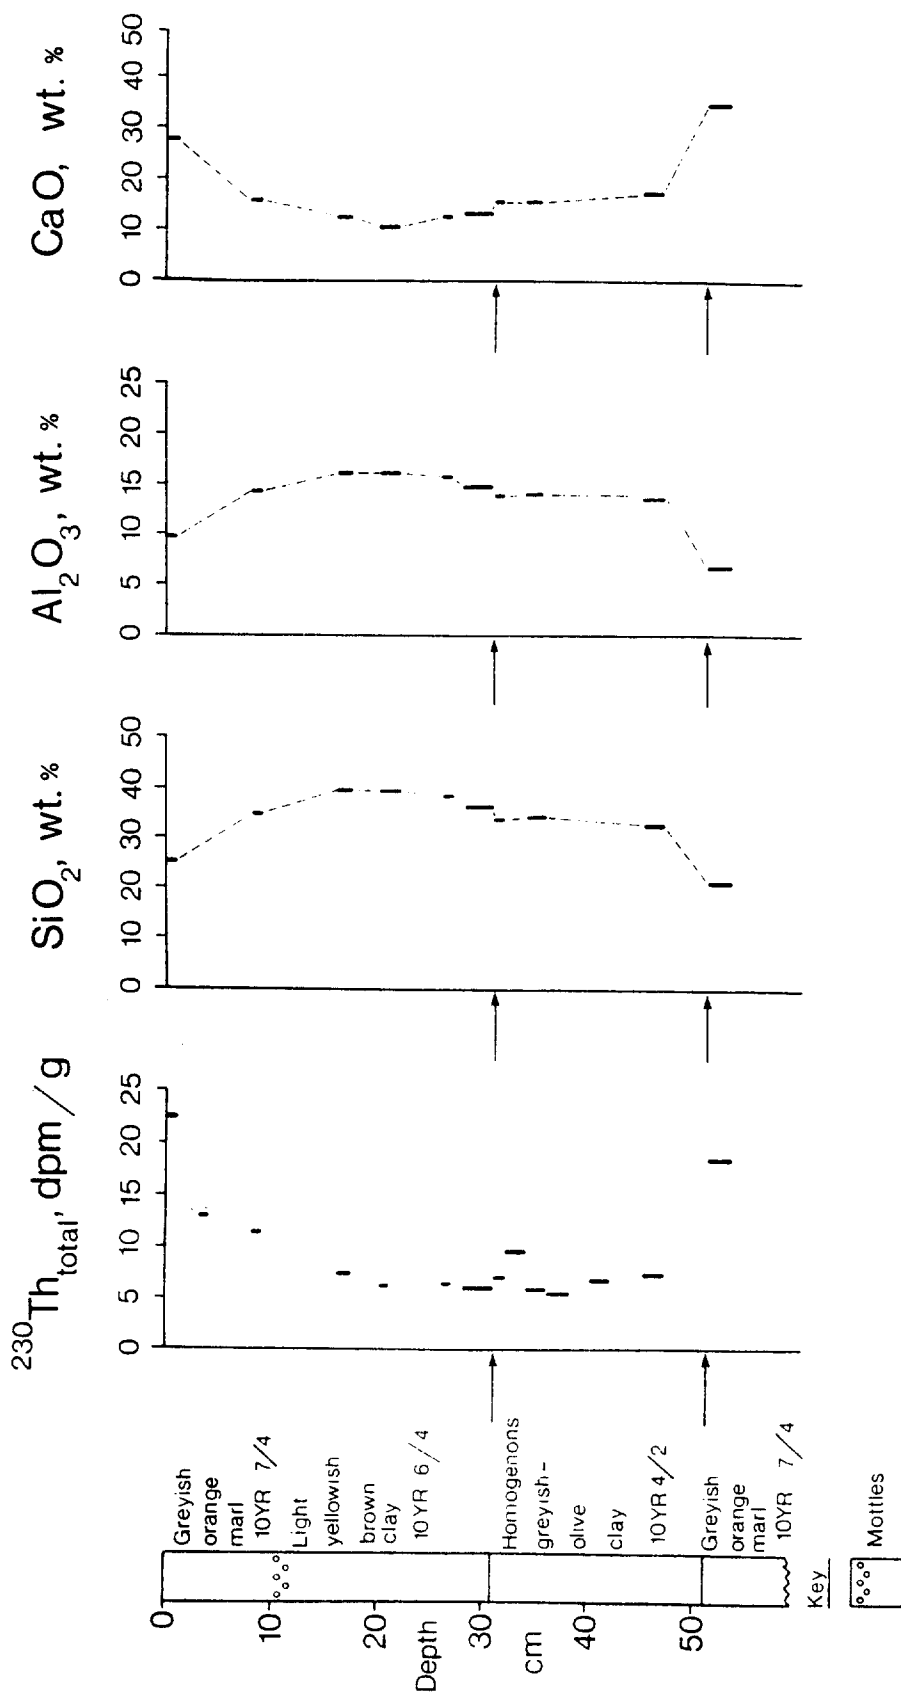 CaO, wt. %
0 10 20 30 40 50
Al2O3, wt. %
0 5 10 15 20 25
SiO2, wt. %
0 10 20 30 40 50
230Thtotal, dpm/g
0 5 10 15 20 25
Greyish
orange
marl
10YR 7/4
Light
yellowish
brown
clay
10YR 6/4
Homogenons
greyish-
olive
clay
10YR 4/2
Greyish
orange
marl
10YR 7/4
0
10
20
30
40
50
Depth
cm
Key
Mottles